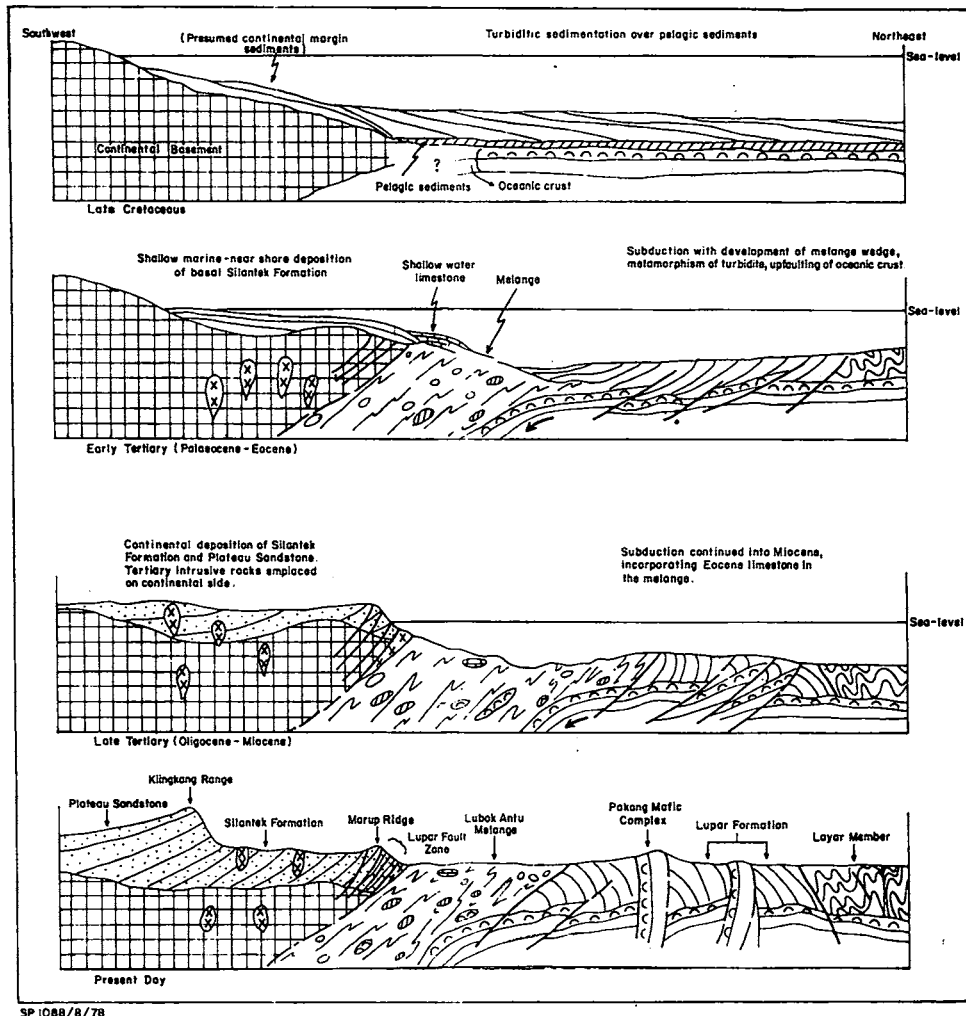 Southwest
(Presumed continental margin
sediments)
Turbiditic sedimentation over pelagic sediments
Northeast
Sea-level
Continental Basement
?
Pelagic sediments
Oceanic crust
Late Cretaceous
Shallow marine-near shore deposition
of basal Silantek Formation
Shallow water
limestone
Melange
Subduction with development of melange wedge,
metamorphism of turbidite, upfaulting of oceanic crust
Sea-level
Early Tertiary (Palaeocene-Eocene)
Continental deposition of Silantek
Formation and Plateau Sandstone.
Tertiary intrusive rocks emplaced
on continental side.
Subduction continued into Miocene,
incorporating Eocene limestone in
the melange.
Sea-level
Late Tertiary (Oligocene-Miocene)
Klingkang Range
Plateau Sandstone
Silantek Formation
Marup Ridge
Lupar Fault
Zone
Lubok Antu
Melange
Pakong Mafic
Complex
Lupar Formation
Layar Member
Present Day
SP 1088/8/78